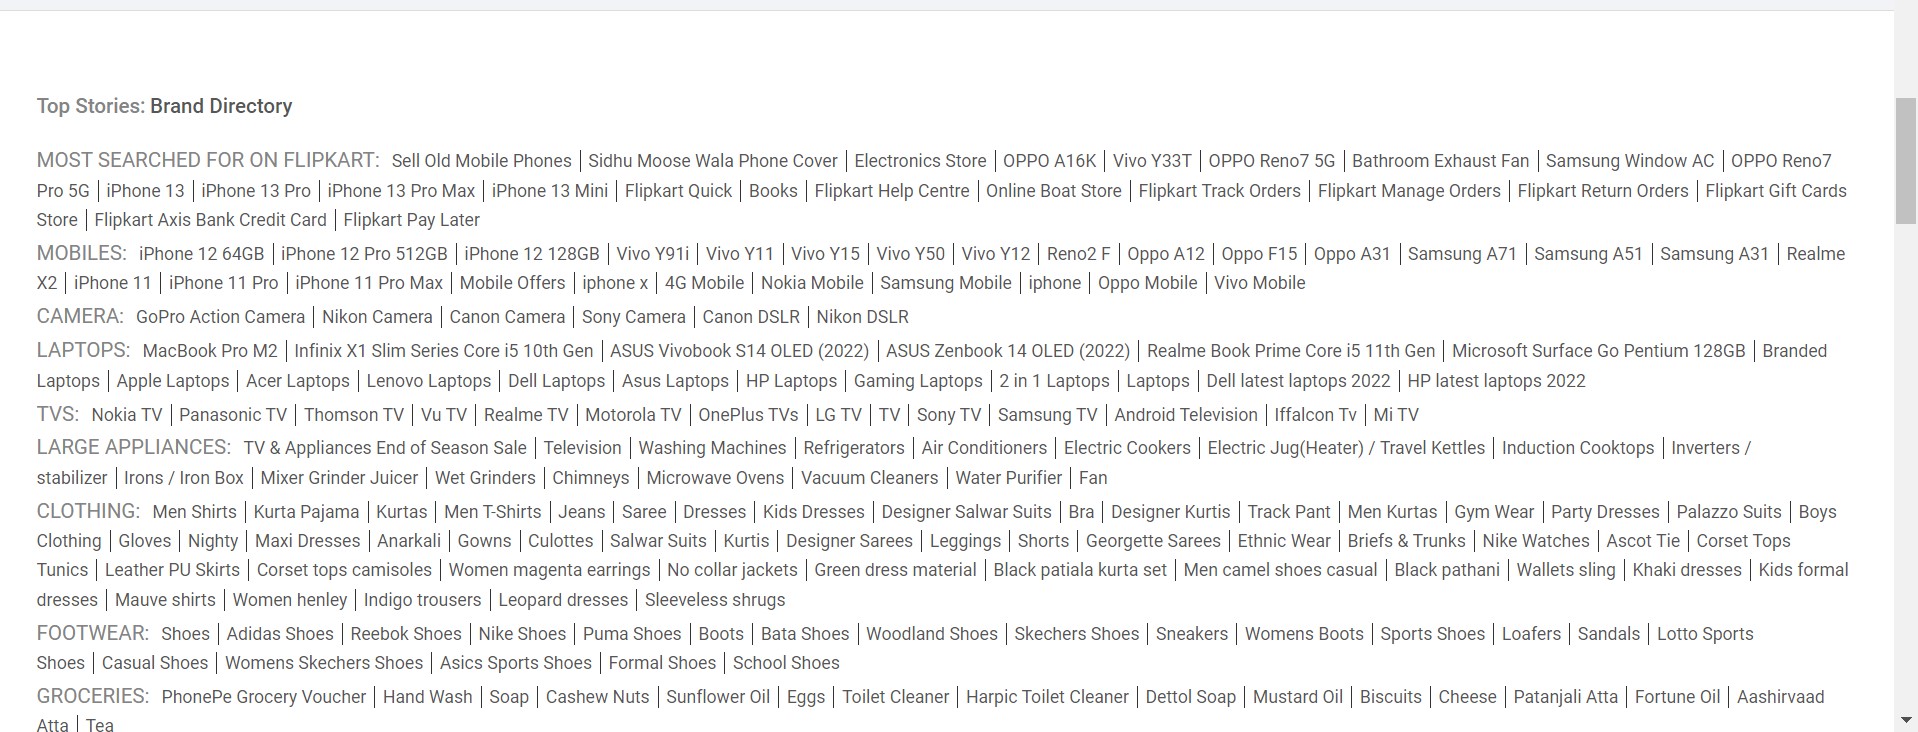 Top Stories: Brand Directory
MOST SEARCHED FOR ON FLIPKART: Sell Old Mobile Phones | Sidhu Moose Wala Phone Cover | Electronics Store | OPPO A16K | Vivo Y33T | OPPO Reno7 5G | Bathroom Exhaust Fan | Samsung Window AC | OPPO Reno7
Pro 5G | iPhone 13 | iPhone 13 Pro | iPhone 13 Pro Max | iPhone 13 Mini | Flipkart Quick | Books | Flipkart Help Centre | Online Boat Store | Flipkart Track Orders | Flipkart Manage Orders | Flipkart Return Orders | Flipkart Gift Cards
Store | Flipkart Axis Bank Credit Card | Flipkart Pay Later
MOBILES: iPhone 12 64GB | iPhone 12 Pro 512GB | iPhone 12 128GB | Vivo Y91i | Vivo Y11 | Vivo Y15 | Vivo Y50 | Vivo Y12 | Reno2 F | Oppo A12 | Oppo F15 | Oppo A31 | Samsung A71 | Samsung A51 | Samsung A31 | Realme
X2 | iPhone 11 | iPhone 11 Pro | iPhone 11 Pro Max | Mobile Offers | iphone x | 4G Mobile | Nokia Mobile | Samsung Mobile | iphone | Oppo Mobile | Vivo Mobile
CAMERA: GoPro Action Camera | Nikon Camera | Canon Camera | Sony Camera | Canon DSLR | Nikon DSLR
LAPTOPS: MacBook Pro M2 | Infinix X1 Slim Series Core i5 10th Gen | ASUS Vivobook S14 OLED (2022) | ASUS Zenbook 14 OLED (2022) | Realme Book Prime Core i5 11th Gen | Microsoft Surface Go Pentium 128GB | Branded
Laptops | Apple Laptops | Acer Laptops | Lenovo Laptops | Dell Laptops | Asus Laptops | HP Laptops | Gaming Laptops | 2 in 1 Laptops | Laptops | Dell latest laptops 2022 | HP latest laptops 2022
TVS: Nokia TV | Panasonic TV | Thomson TV | Vu TV | Realme TV | Motorola TV | OnePlus TVs | LG TV | TV | Sony TV | Samsung TV | Android Television | Iffalcon Tv | Mi TV
LARGE APPLIANCES: TV & Appliances End of Season Sale | Television | Washing Machines | Refrigerators | Air Conditioners | Electric Cookers | Electric Jug(Heater) / Travel Kettles | Induction Cooktops | Inverters /
stabilizer | Irons / Iron Box | Mixer Grinder Juicer | Wet Grinders | Chimneys | Microwave Ovens | Vacuum Cleaners | Water Purifier | Fan
CLOTHING: Men Shirts | Kurta Pajama | Kurtas | Men T-Shirts | Jeans | Saree | Dresses | Kids Dresses | Designer Salwar Suits | Bra | Designer Kurtis | Track Pant | Men Kurtas | Gym Wear | Party Dresses | Palazzo Suits | Boys
Clothing | Gloves | Nighty | Maxi Dresses | Anarkali | Gowns | Culottes | Salwar Suits | Kurtis | Designer Sarees | Leggings | Shorts | Georgette Sarees | Ethnic Wear | Briefs & Trunks | Nike Watches | Ascot Tie | Corset Tops
Tunics | Leather PU Skirts | Corset tops camisoles | Women magenta earrings | No collar jackets | Green dress material | Black patiala kurta set | Men camel shoes casual | Black pathani | Wallets sling | Khaki dresses | Kids formal
dresses | Mauve shirts | Women henley | Indigo trousers | Leopard dresses | Sleeveless shrugs
FOOTWEAR: Shoes | Adidas Shoes | Reebok Shoes | Nike Shoes | Puma Shoes | Boots | Bata Shoes | Woodland Shoes | Skechers Shoes | Sneakers | Womens Boots | Sports Shoes | Loafers | Sandals | Lotto Sports
Shoes | Casual Shoes | Womens Skechers Shoes | Asics Sports Shoes | Formal Shoes | School Shoes
GROCERIES: PhonePe Grocery Voucher | Hand Wash | Soap | Cashew Nuts | Sunflower Oil | Eggs | Toilet Cleaner | Harpic Toilet Cleaner | Dettol Soap | Mustard Oil | Biscuits | Cheese | Patanjali Atta | Fortune Oil | Aashirvaad
Atta | Tea